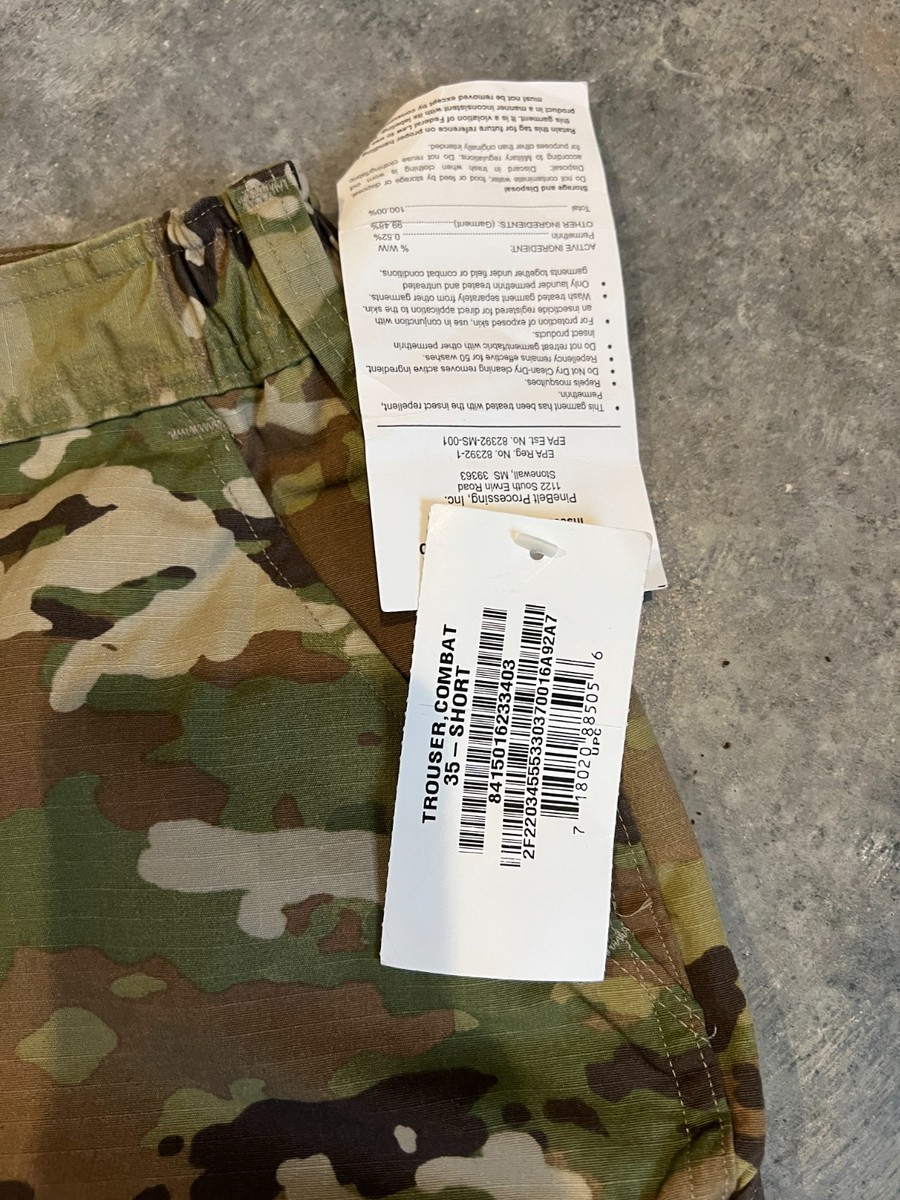 PineBelt Processing, Inc.
1122 South Erwin Road
Stonewall, MS 39363
EPA Reg. No. 82392-1
EPA Est. No. 82392-MS-001
• This garment has been treated with the insect repellent,
Permethrin.
• Repels mosquitoes.
• Do Not Dry Clean-Dry cleaning removes active ingredient.
• Repellency remains effective for 50 washes.
• Do not retreat garment/fabric with other permethrin
insect products.
• For protection of exposed skin, use in conjunction with
an insecticide registered for direct application to the skin.
• Wash treated garment separately from other garments.
• Only launder permethrin treated and untreated
garments together under field or combat conditions.
ACTIVE INGREDIENT: % W/W
Permethrin 0.52%
OTHER INGREDIENTS: (Garment) 99.48%
Total 100.00%
Storage and Disposal
Do not contaminate water, food or feed by storage or disposal.
Disposal: Discard in trash when clothing is worn out
according to Military regulations. Do not reuse clothing/fabric
for purposes other than originally intended.
Retain this tag for future reference on proper handling
this garment. It is a violation of Federal Law to use
product in a manner inconsistent with its labeling.
must not be removed except by
TROUSER,COMBAT
35 – SHORT
8415016233403
2F2203455533030370016A92A7
7 18020 88505 6
UPC